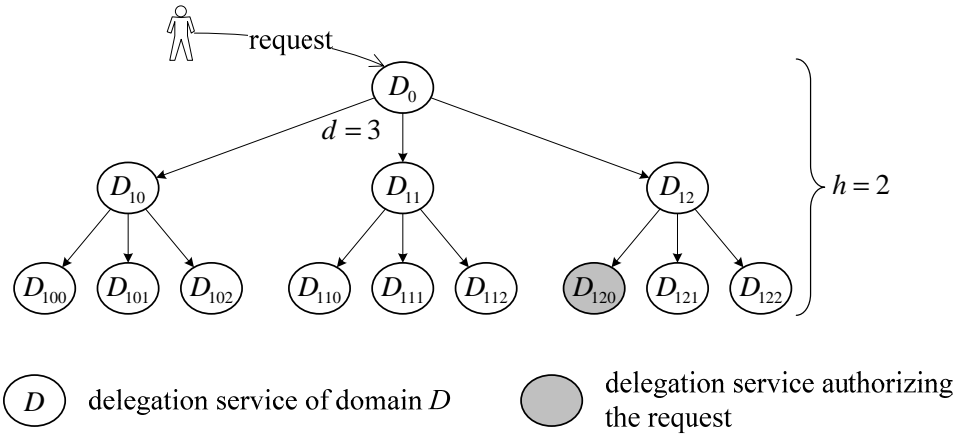 request
D₀
d = 3
D₁₀ D₁₁ D₁₂
h = 2
D₁₀₀ D₁₀₁ D₁₀₂ D₁₁₀ D₁₁₁ D₁₁₂ D₁₂₀ D₁₂₁ D₁₂₂
D delegation service of domain D
delegation service authorizing
the request